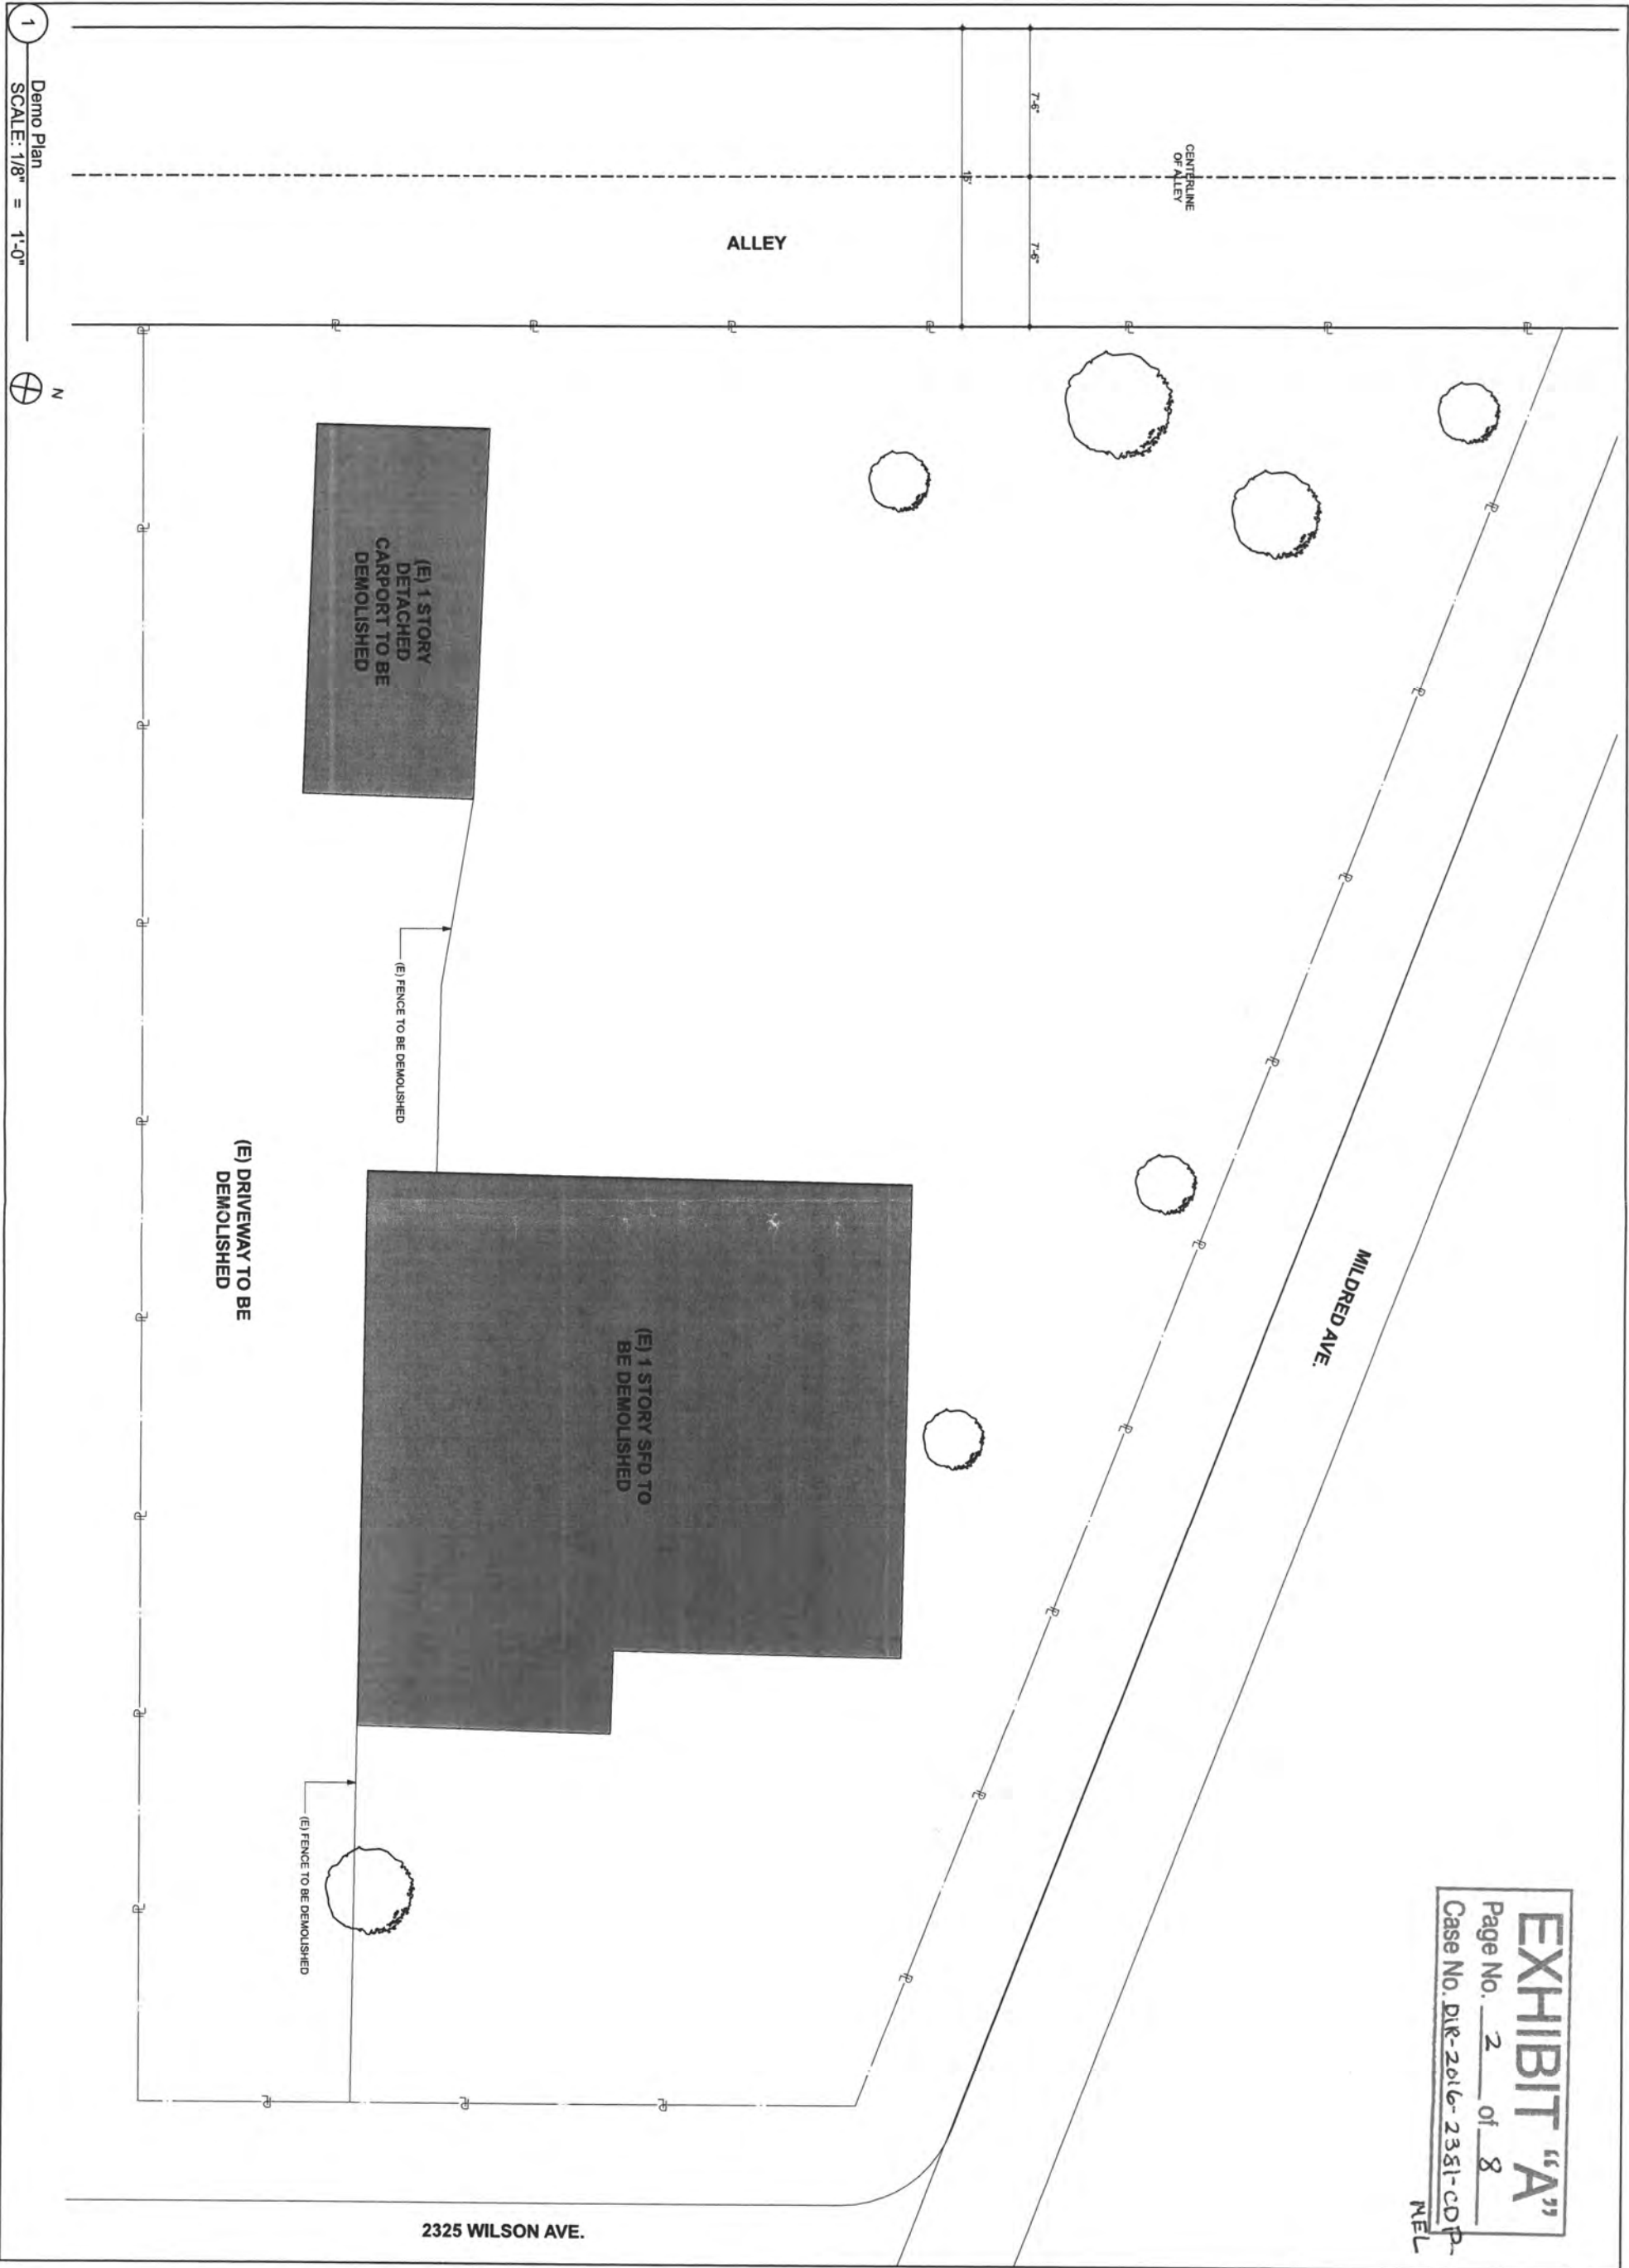 EXHIBIT “A”
Page No. 2 of 8
Case No. DIR-2016-2351-CDP-
MEL
7'-6"
7'-6"
15'
CENTERLINE
OF ALLEY
ALLEY
MILDRED AVE.
(E) 1 STORY
DETACHED
CARPORT TO BE
DEMOLISHED
(E) FENCE TO BE DEMOLISHED
(E) 1 STORY SFD TO
BE DEMOLISHED
(E) DRIVEWAY TO BE
DEMOLISHED
(E) FENCE TO BE DEMOLISHED
2325 WILSON AVE.
1
Demo Plan
SCALE: 1/8" = 1'-0"
N